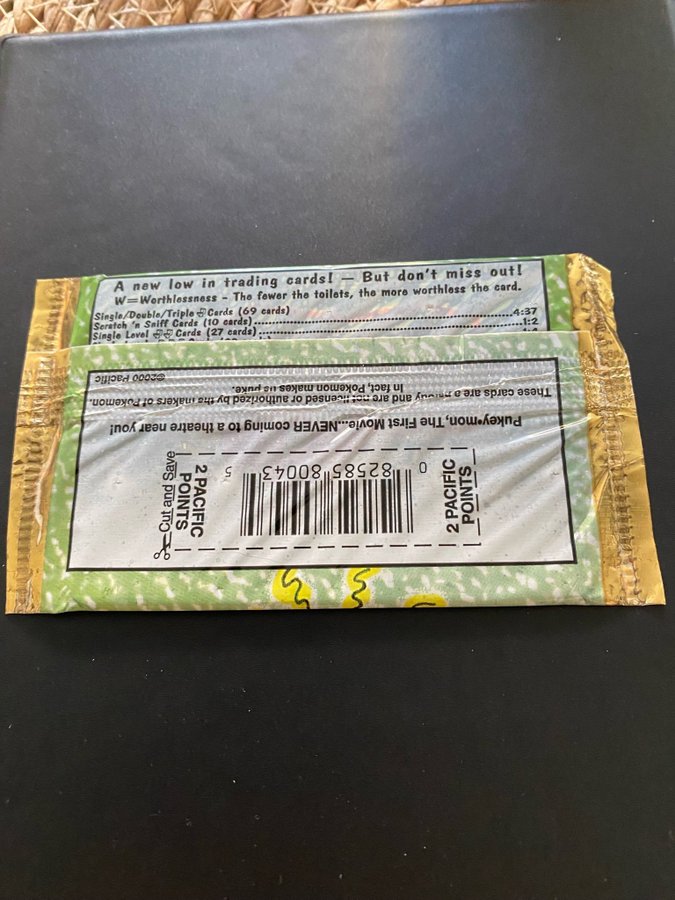 A new low in trading cards! — But don't miss out!
W=Worthlessness - The fewer the toilets, the more worthless the card.
Single/Double/Triple Cards (69 cards)..............................4:37
Scratch 'n Sniff Cards (10 cards)..............................1:2
Single Level Cards (27 cards)
These cards are a parody and are not licensed or authorized by the makers of Pokemon.
In fact, Pokemon makes us puke.
©2000 Pacific
Pukey•mon, The First Movie...NEVER coming to a theatre near you!
2 PACIFIC
POINTS
0 82585 80043 5
2 PACIFIC
POINTS
Cut and Save